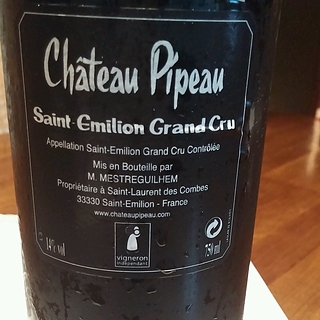 Château Pipeau
Saint-Emilion Grand Cru
Appellation Saint-Emilion Grand Cru Contrôlée
Mis en Bouteille par
M. MESTREGUILHEM
Propriétaire à Saint-Laurent des Combes
33330 Saint-Emilion - France
www.chateaupipeau.com
14% vol
750 ml
vigneron
indépendant